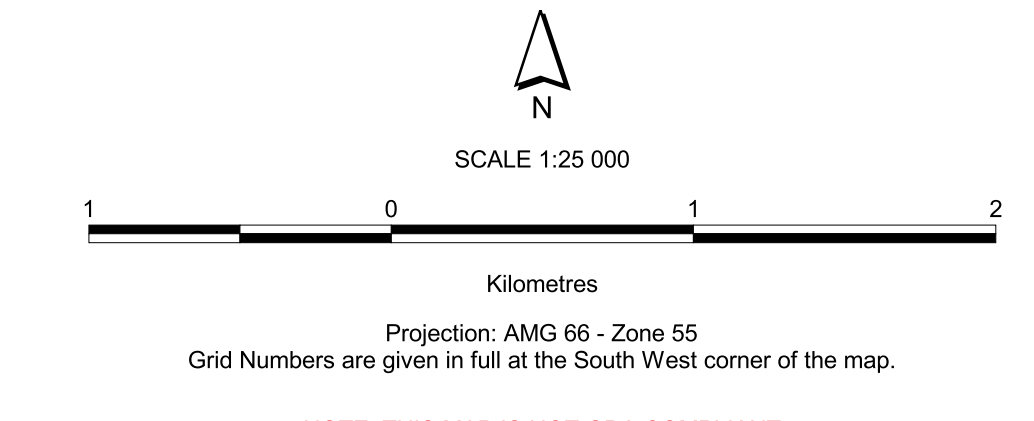 N
SCALE 1:25 000
1 0 1 2
Kilometres
Projection: AMG 66 - Zone 55
Grid Numbers are given in full at the South West corner of the map.